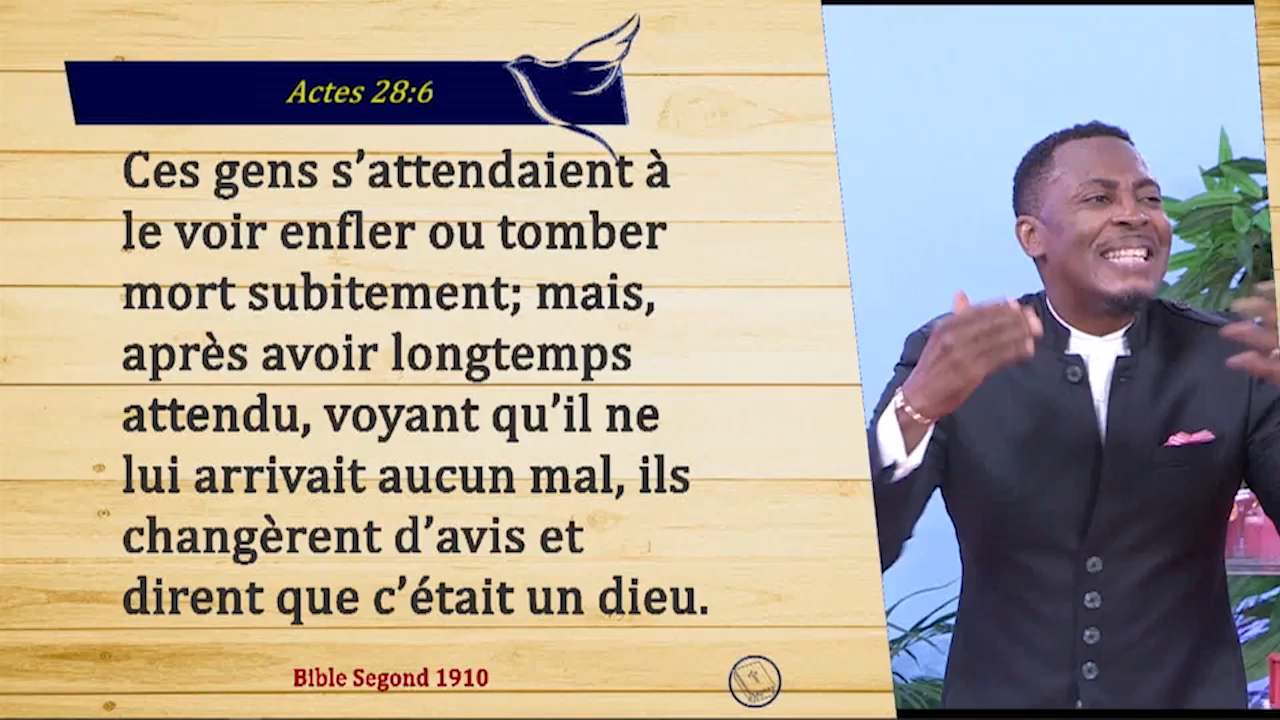 Actes 28:6
Ces gens s’attendaient à
le voir enfler ou tomber
mort subitement; mais,
après avoir longtemps
attendu, voyant qu’il ne
lui arrivait aucun mal, ils
changèrent d’avis et
dirent que c’était un dieu.
Bible Segond 1910